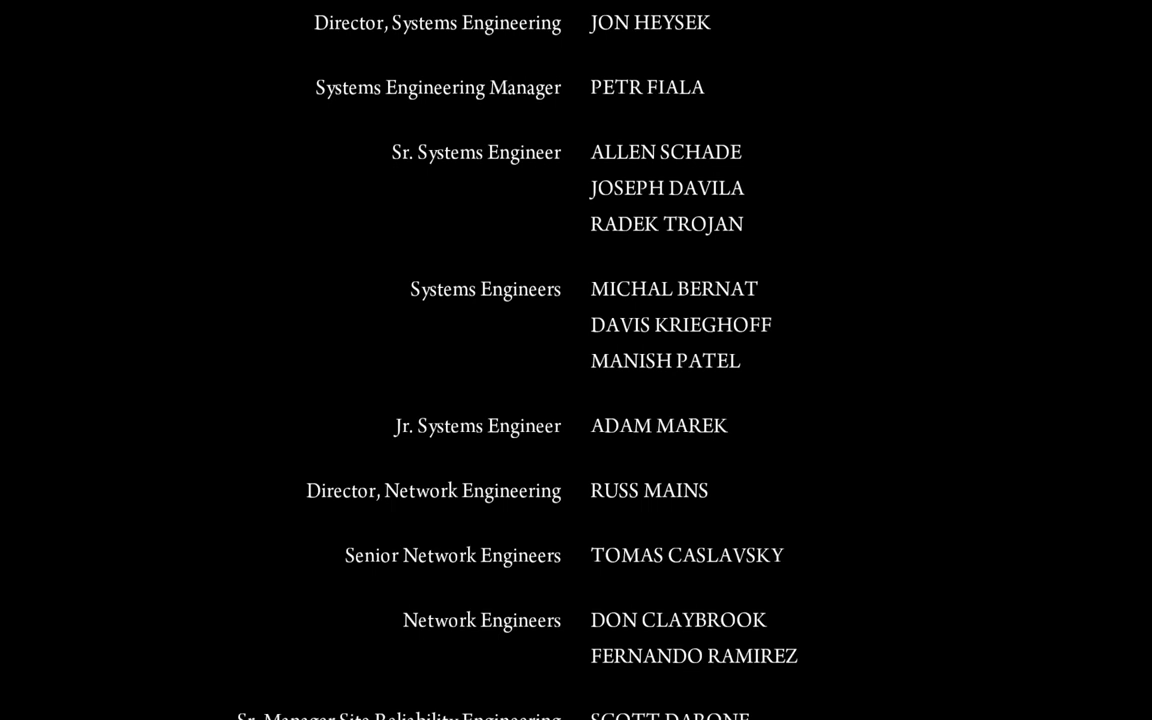 Director, Systems Engineering JON HEYSEK
Systems Engineering Manager PETR FIALA
Sr. Systems Engineer ALLEN SCHADE
JOSEPH DAVILA
RADEK TROJAN
Systems Engineers MICHAL BERNAT
DAVIS KRIEGHOFF
MANISH PATEL
Jr. Systems Engineer ADAM MAREK
Director, Network Engineering RUSS MAINS
Senior Network Engineers TOMAS CASLAVSKY
Network Engineers DON CLAYBROOK
FERNANDO RAMIREZ
Sr. Manager Site Reliability Engineering SCOTT